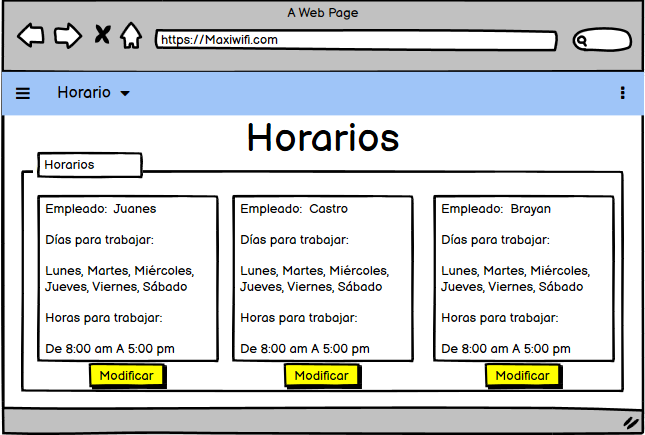 A Web Page
https://Maxiwifi.com
Horario
Horarios
Horarios
Empleado: Juanes
Días para trabajar:
Lunes, Martes, Miércoles,
Jueves, Viernes, Sábado
Horas para trabajar:
De 8:00 am A 5:00 pm
Modificar
Empleado: Castro
Días para trabajar:
Lunes, Martes, Miércoles,
Jueves, Viernes, Sábado
Horas para trabajar:
De 8:00 am A 5:00 pm
Modificar
Empleado: Brayan
Días para trabajar:
Lunes, Martes, Miércoles,
Jueves, Viernes, Sábado
Horas para trabajar:
De 8:00 am A 5:00 pm
Modificar